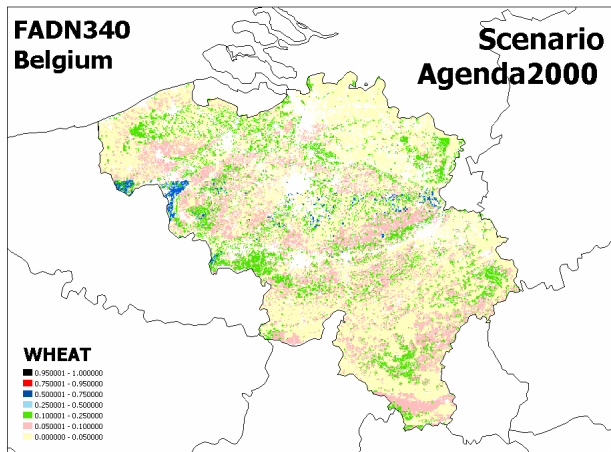 FADN340
Belgium
Scenario
Agenda2000
WHEAT
0.950001 - 1.000000
0.750001 - 0.950000
0.500001 - 0.750000
0.250001 - 0.500000
0.100001 - 0.250000
0.050001 - 0.100000
0.000000 - 0.050000